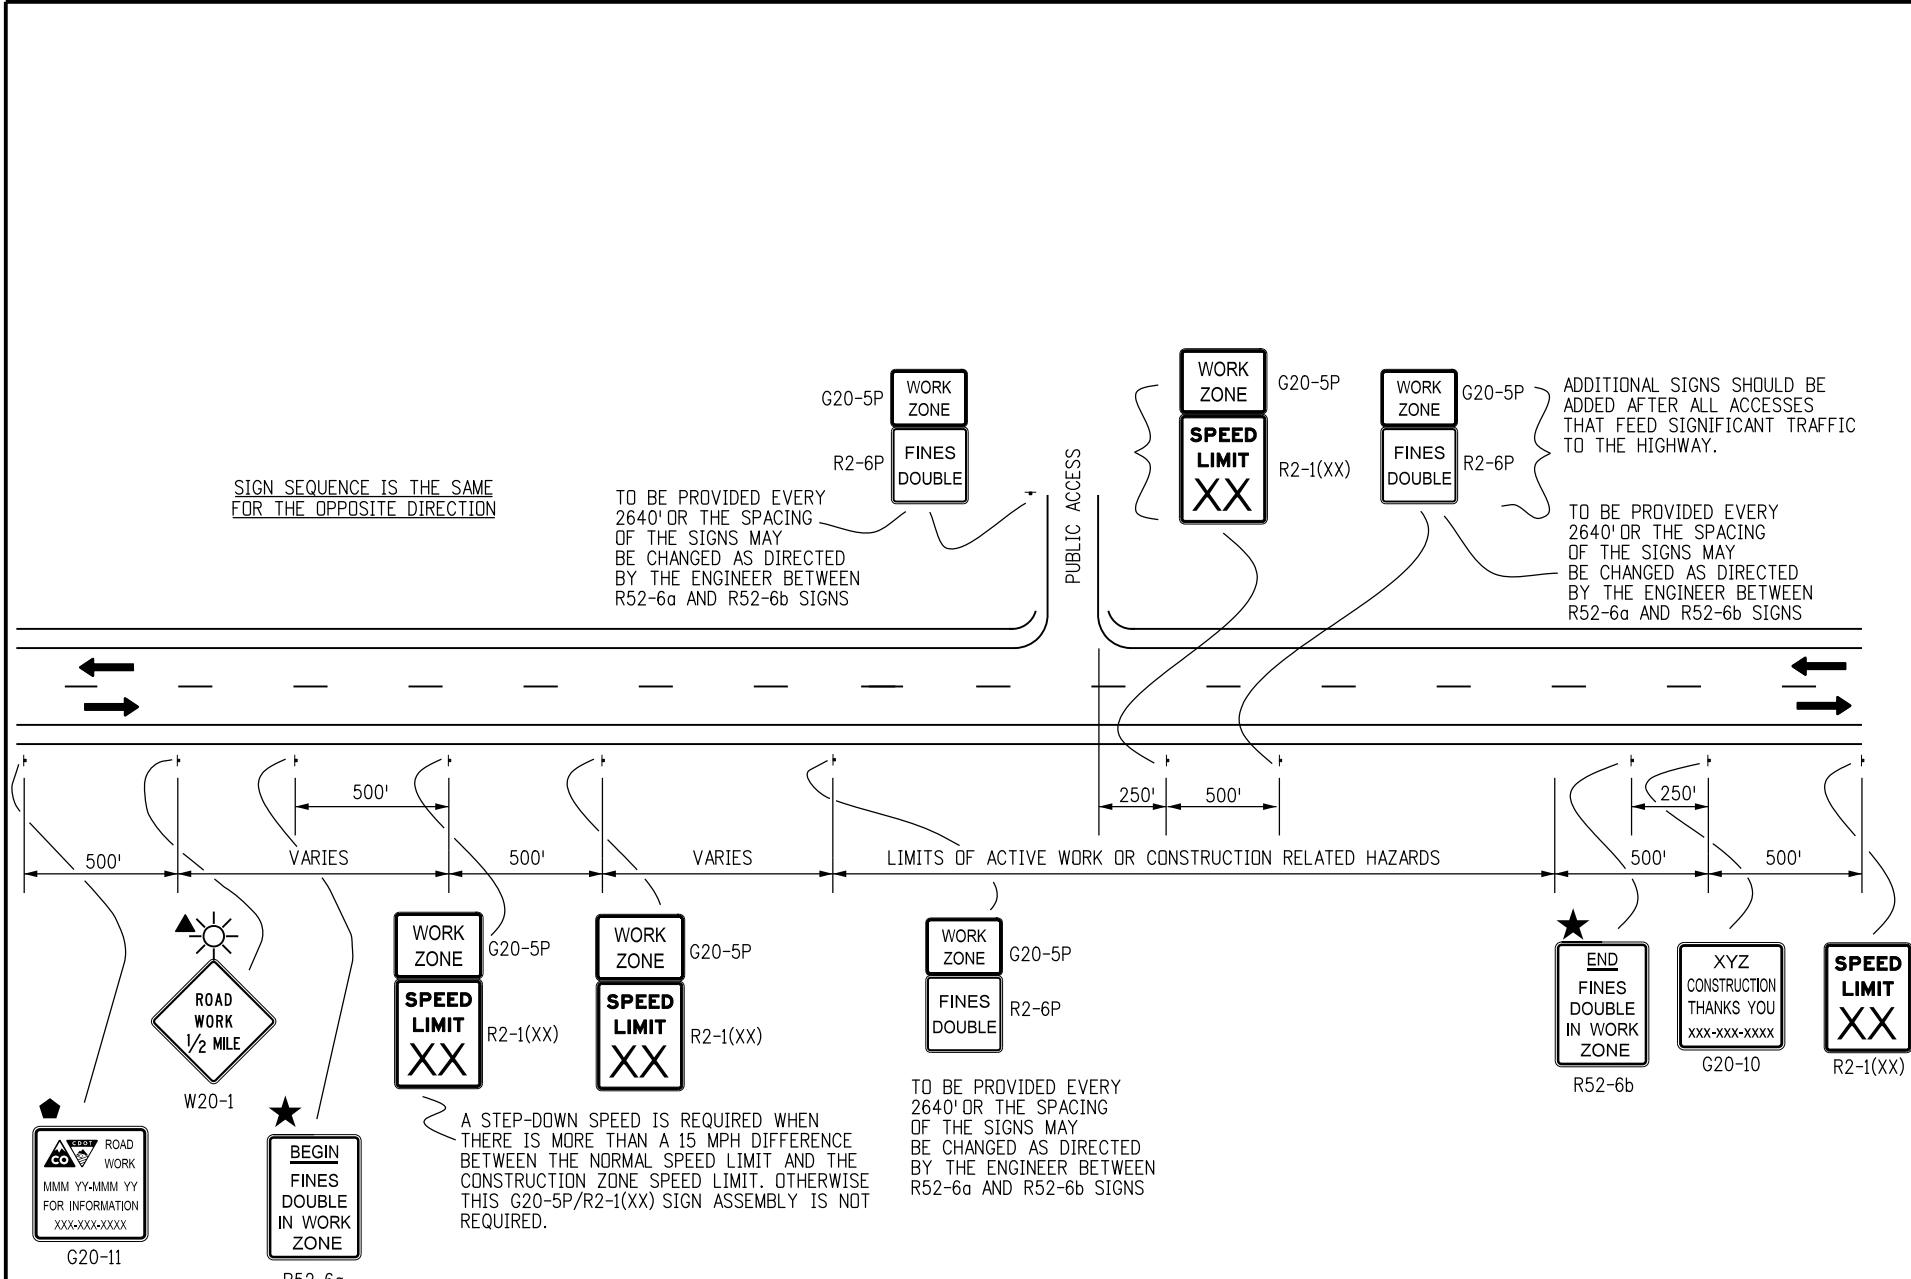 WORK
ZONE
G20-5P
FINES
DOUBLE
R2-6P
TO BE PROVIDED EVERY
2640' OR THE SPACING
OF THE SIGNS MAY
BE CHANGED AS DIRECTED
BY THE ENGINEER BETWEEN
R52-6a AND R52-6b SIGNS
SIGN SEQUENCE IS THE SAME
FOR THE OPPOSITE DIRECTION
PUBLIC ACCESS
WORK
ZONE
G20-5P
SPEED
LIMIT
XX
R2-1(XX)
WORK
ZONE
G20-5P
FINES
DOUBLE
R2-6P
ADDITIONAL SIGNS SHOULD BE
ADDED AFTER ALL ACCESSES
THAT FEED SIGNIFICANT TRAFFIC
TO THE HIGHWAY.
TO BE PROVIDED EVERY
2640' OR THE SPACING
OF THE SIGNS MAY
BE CHANGED AS DIRECTED
BY THE ENGINEER BETWEEN
R52-6a AND R52-6b SIGNS
500'
250'
500'
250'
500'
VARIES
500'
VARIES
LIMITS OF ACTIVE WORK OR CONSTRUCTION RELATED HAZARDS
500'
500'
CO
CDOT
ROAD
WORK
MMM YY-MMM YY
FOR INFORMATION
XXX-XXX-XXXX
G20-11
ROAD
WORK
1/2 MILE
W20-1
BEGIN
FINES
DOUBLE
IN WORK
ZONE
R52-6a
WORK
ZONE
G20-5P
SPEED
LIMIT
XX
R2-1(XX)
A STEP-DOWN SPEED IS REQUIRED WHEN
THERE IS MORE THAN A 15 MPH DIFFERENCE
BETWEEN THE NORMAL SPEED LIMIT AND THE
CONSTRUCTION ZONE SPEED LIMIT. OTHERWISE
THIS G20-5P/R2-1(XX) SIGN ASSEMBLY IS NOT
REQUIRED.
WORK
ZONE
G20-5P
SPEED
LIMIT
XX
R2-1(XX)
WORK
ZONE
G20-5P
FINES
DOUBLE
R2-6P
TO BE PROVIDED EVERY
2640' OR THE SPACING
OF THE SIGNS MAY
BE CHANGED AS DIRECTED
BY THE ENGINEER BETWEEN
R52-6a AND R52-6b SIGNS
END
FINES
DOUBLE
IN WORK
ZONE
R52-6b
XYZ
CONSTRUCTION
THANKS YOU
xxx-xxx-xxxx
G20-10
SPEED
LIMIT
XX
R2-1(XX)